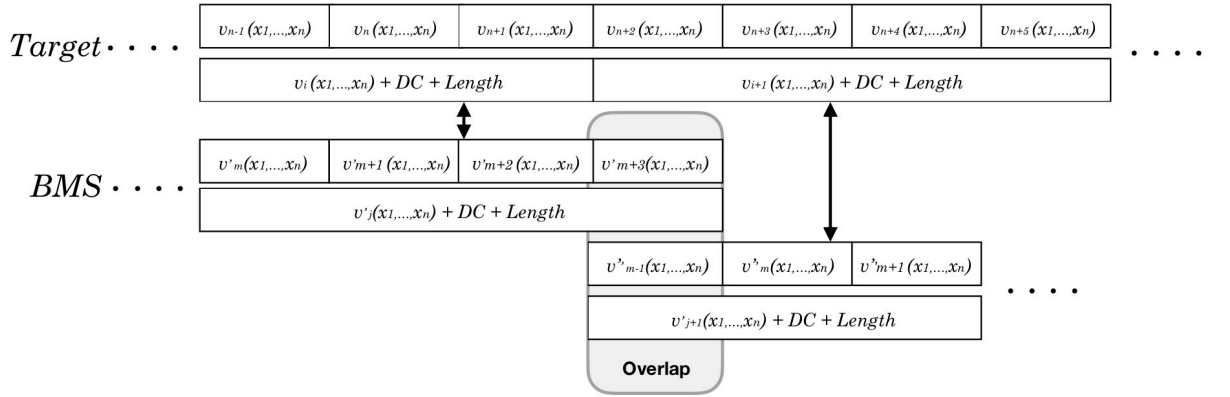 v_{n-1}(x_1,...,x_n) v_n(x_1,...,x_n) v_{n+1}(x_1,...,x_n) v_{n+2}(x_1,...,x_n) v_{n+3}(x_1,...,x_n) v_{n+4}(x_1,...,x_n) v_{n+5}(x_1,...,x_n)
Target . . . . . . . .
v_i(x_1,...,x_n) + DC + Length v_{i+1}(x_1,...,x_n) + DC + Length
v'_m(x_1,...,x_n) v'_{m+1}(x_1,...,x_n) v'_{m+2}(x_1,...,x_n) v'_{m+3}(x_1,...,x_n)
BMS . . . .
v'_j(x_1,...,x_n) + DC + Length
v''_{m-1}(x_1,...,x_n) v''_m(x_1,...,x_n) v''_{m+1}(x_1,...,x_n)
. . . .
v'_{j+1}(x_1,...,x_n) + DC + Length
Overlap